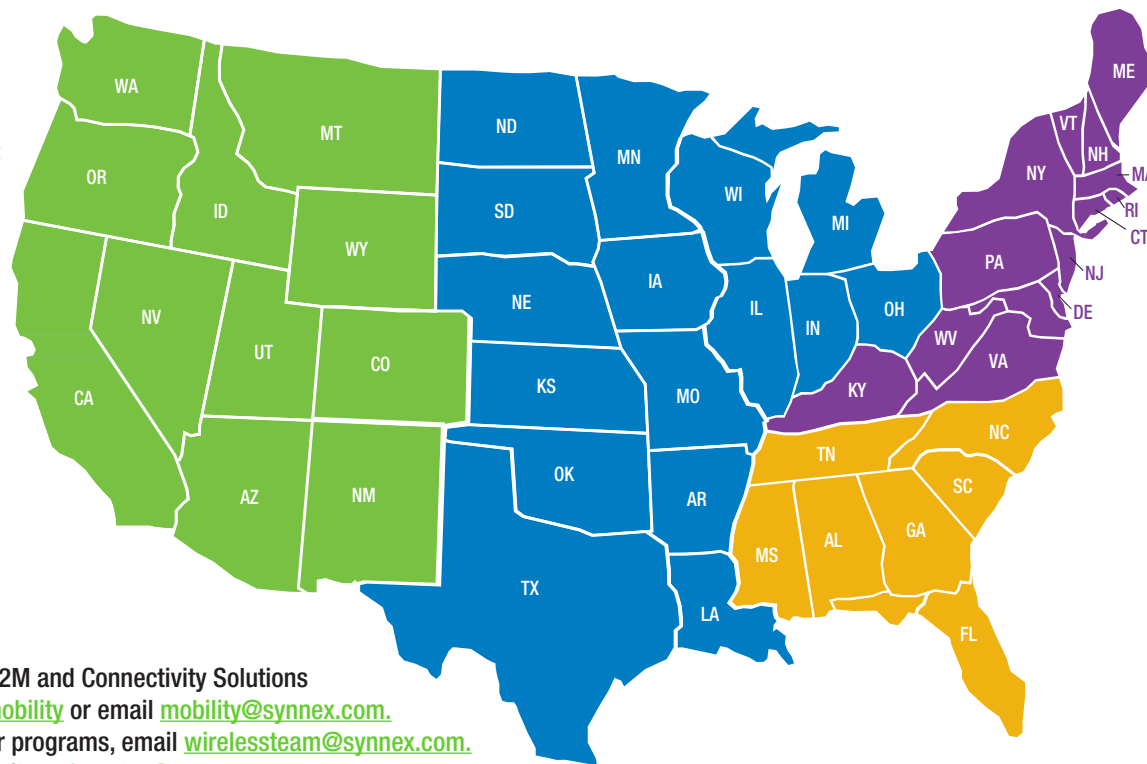 WA
ME
MT
ND
VT
MN
NH
OR
NY
MA
WI
ID
SD
RI
MI
CT
WY
PA
IA
NJ
NE
IL
OH
DE
NV
IN
WV
UT
VA
CO
KS
KY
CA
MO
NC
TN
OK
SC
AZ
NM
AR
GA
AL
MS
TX
LA
FL
2M and Connectivity Solutions
mobility or email mobility@synnex.com.
r programs, email wirelessteam@synnex.com.